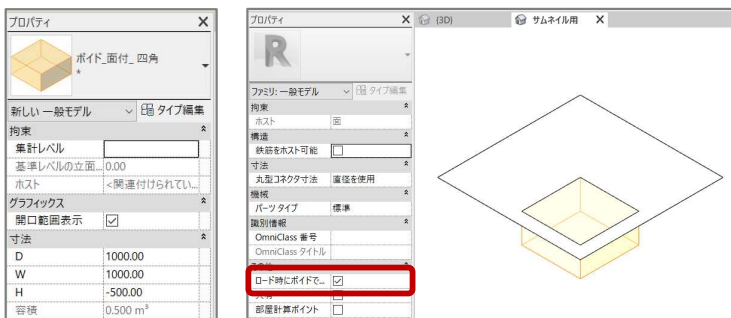 プロパティ
ボイド_面付_ 四角
*
新しい 一般モデル
タイプ編集
拘束
集計レベル
基準レベルの立面... 0.00
ホスト <関連付けられてい...
グラフィックス
開口範囲表示
寸法
D 1000.00
W 1000.00
H -500.00
容積 0.500 m³
プロパティ
R
ファミリ: 一般モデル
タイプ編集
拘束
ホスト 面
構造
鉄筋をホスト可能
寸法
丸型コネクタ寸法 直径を使用
機械
パーツ タイプ 標準
識別情報
OmniClass 番号
OmniClass タイトル
ロード時にボイドで...
部屋計算ポイント
(3D)
サムネイル用